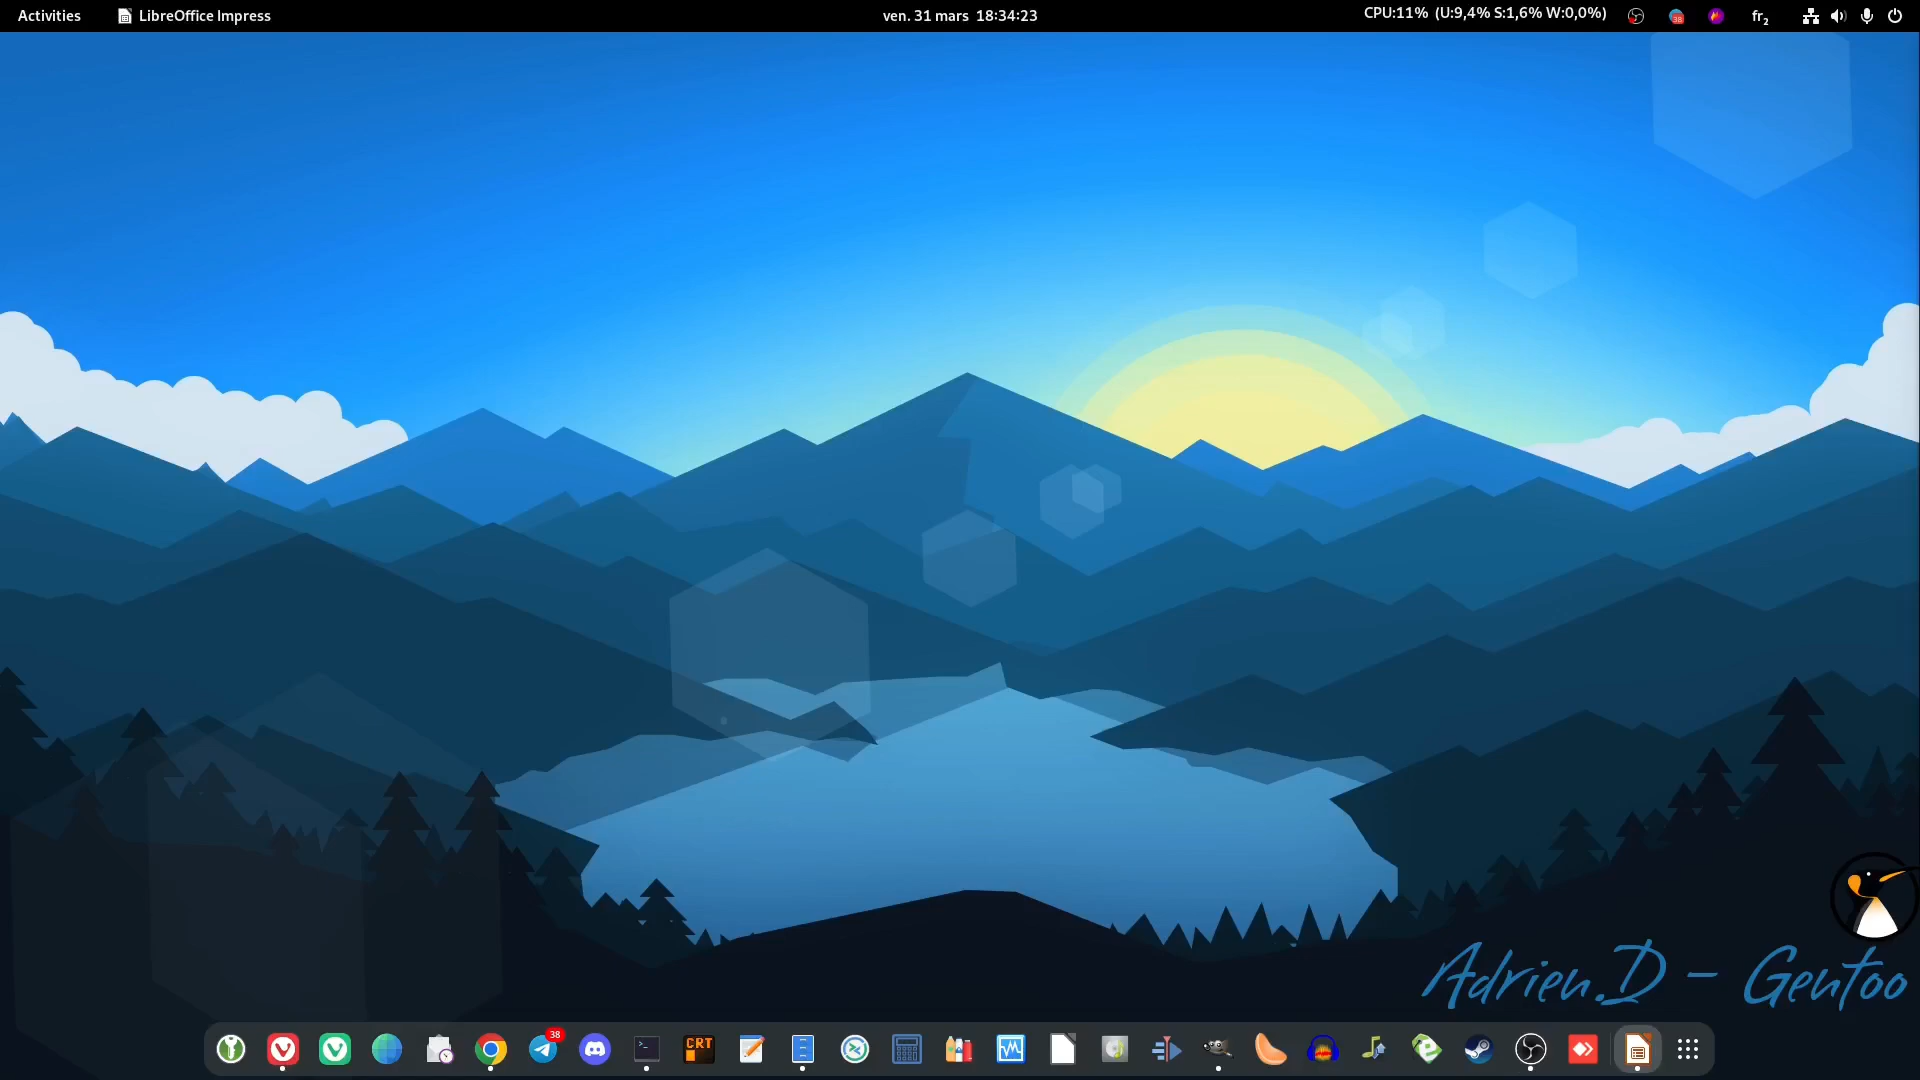 Activities LibreOffice Impress ven. 31 mars 18:34:23 CPU:11% (U:9,4% S:1,6% W:0,0%) 38 fr₂
Adrien.D - Gentoo
38 >_ CRT